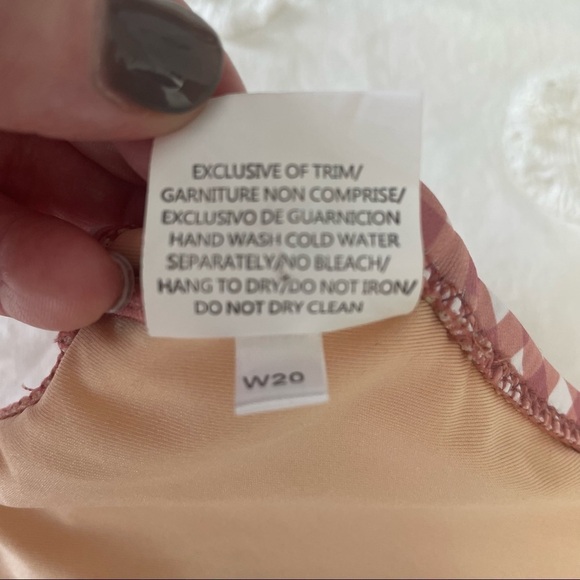 EXCLUSIVE OF TRIM/
GARNITURE NON COMPRISE/
EXCLUSIVO DE GUARNICION
HAND WASH COLD WATER
SEPARATELY/NO BLEACH/
HANG TO DRY/DO NOT IRON/
DO NOT DRY CLEAN
W20